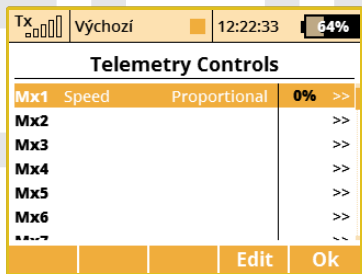 Tx Výchozí 12:22:33 64%
Telemetry Controls
Mx1 Speed Proportional 0% >>
Mx2 >>
Mx3 >>
Mx4 >>
Mx5 >>
Mx6 >>
Mx7 >>
Edit Ok